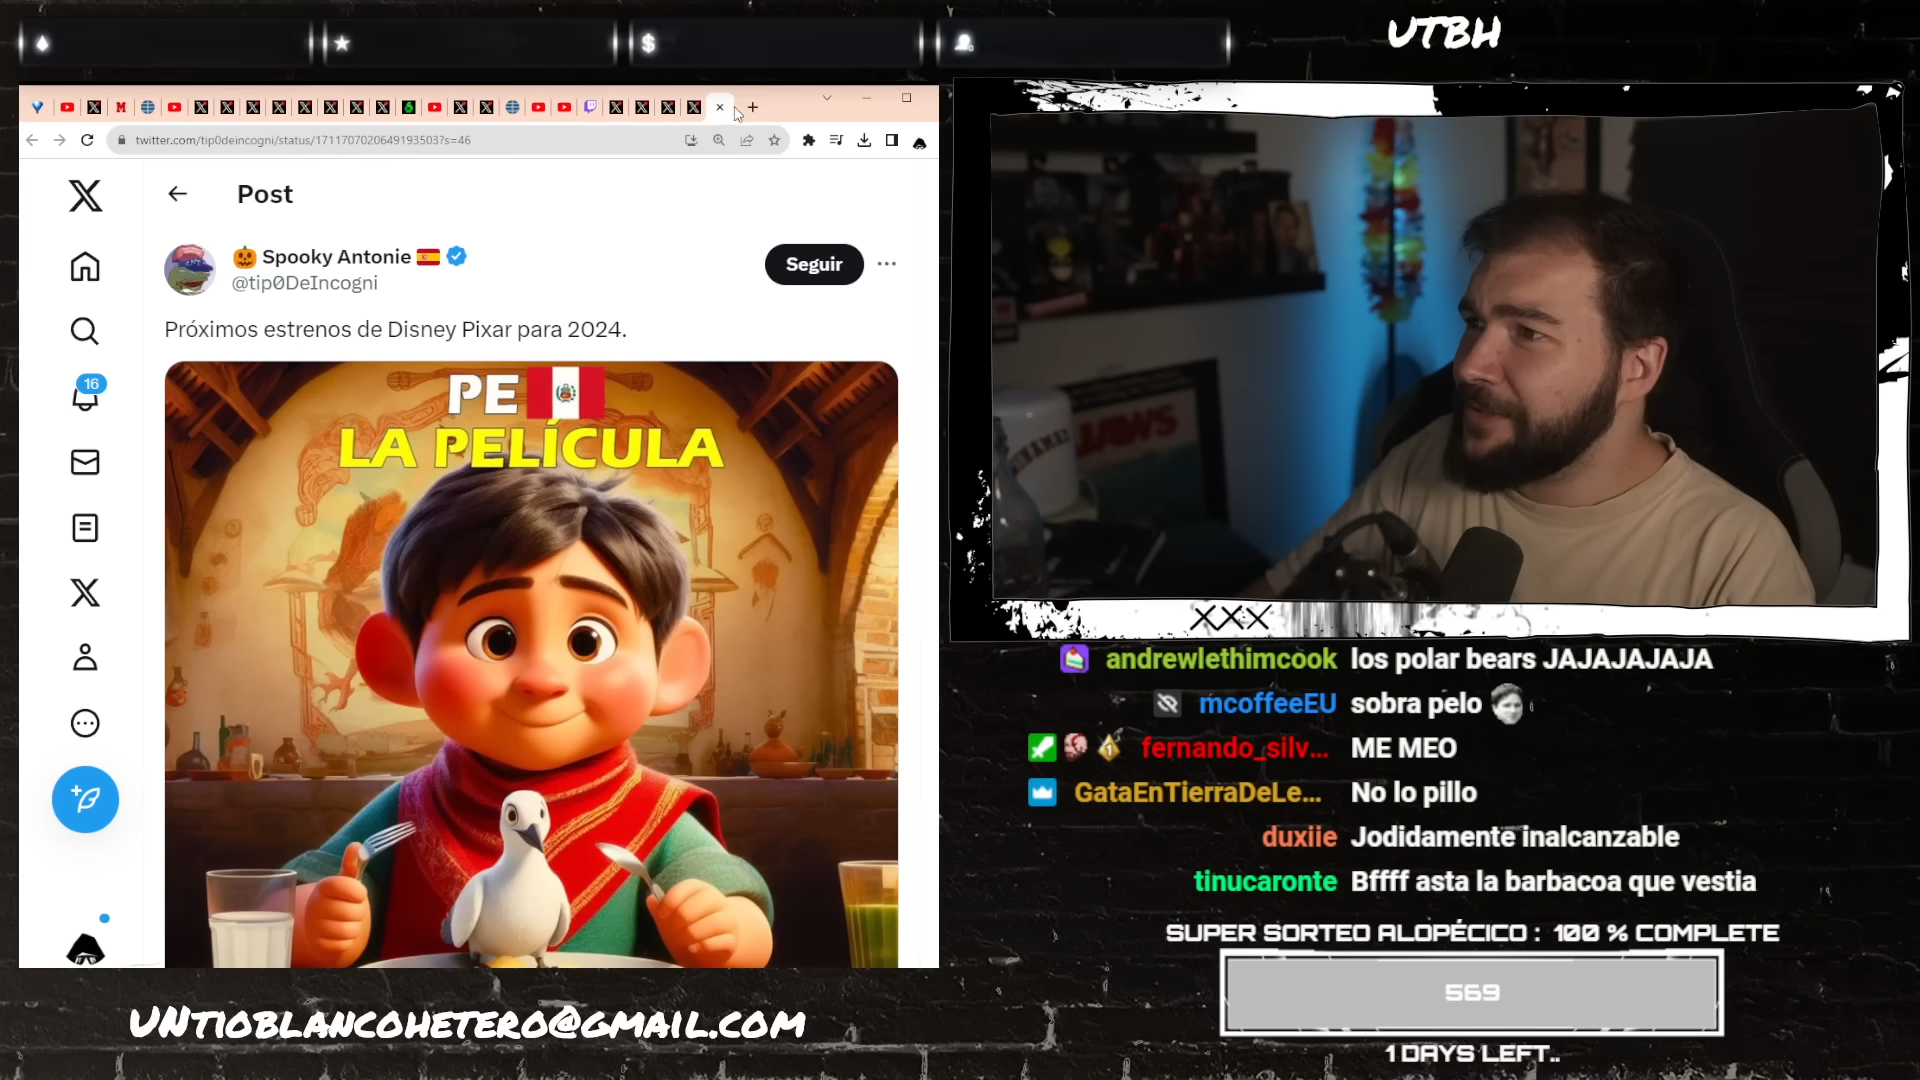 UTBH
twitter.com/tip0deincogni/status/1711707020649193503?s=46
Post
Spooky Antonie
@tip0DeIncogni
Seguir
Próximos estrenos de Disney Pixar para 2024.
16
PE
LA PELÍCULA
JAWS
XXX
andrewlethimcook los polar bears JAJAJAJAJA
mcoffeeEU sobra pelo
fernando_silv... ME MEO
GataEnTierraDeLe... No lo pillo
duxiie Jodidamente inalcanzable
tinucaronte Bffff asta la barbacoa que vestia
SUPER SORTEO ALOPÉCICO : 100 % COMPLETE
569
1 DAYS LEFT..
UNTIOBLANCOHETERO@GMAIL.COM